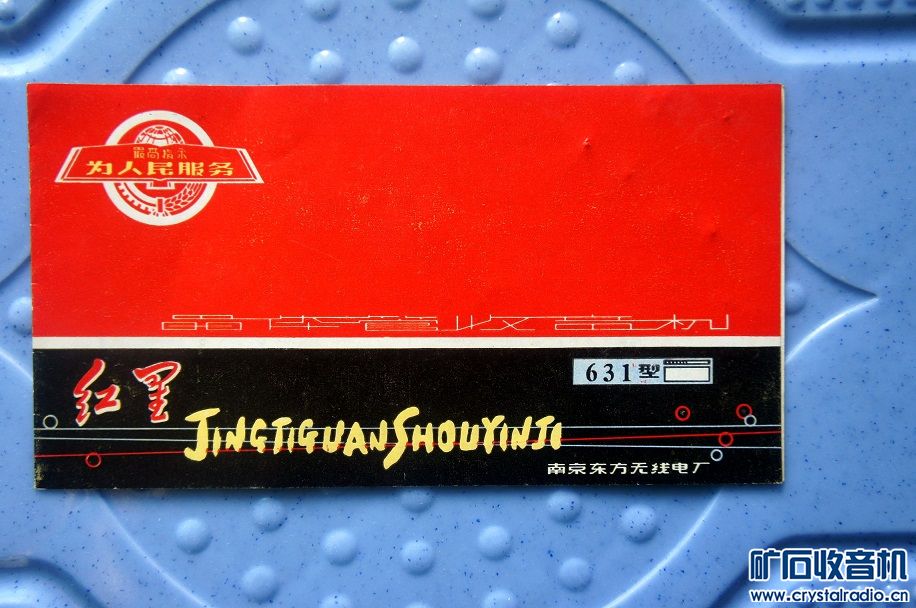 最高指示
为人民服务
晶体管收音机
红星
631型
JINGTIGUANSHOUYINJI
南京东方无线电厂
矿石收音机
www.crystalradio.cn